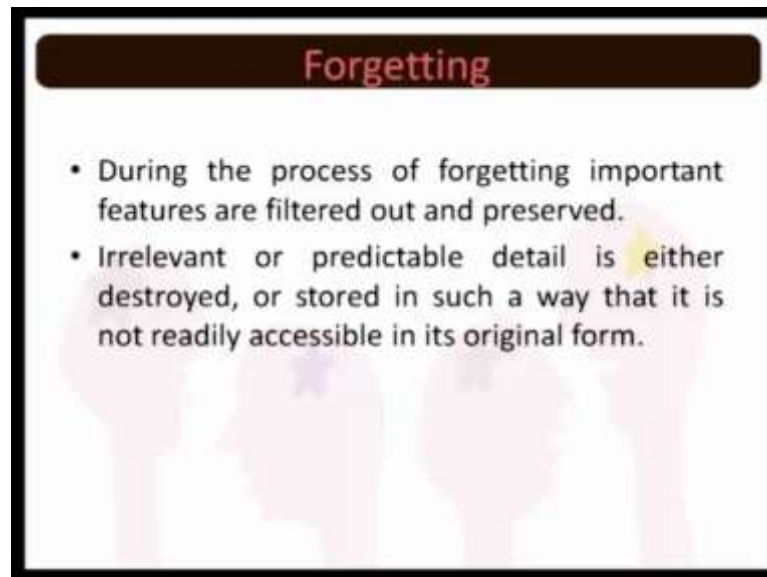 Forgetting
• During the process of forgetting important
features are filtered out and preserved.
• Irrelevant or predictable detail is either
destroyed, or stored in such a way that it is
not readily accessible in its original form.